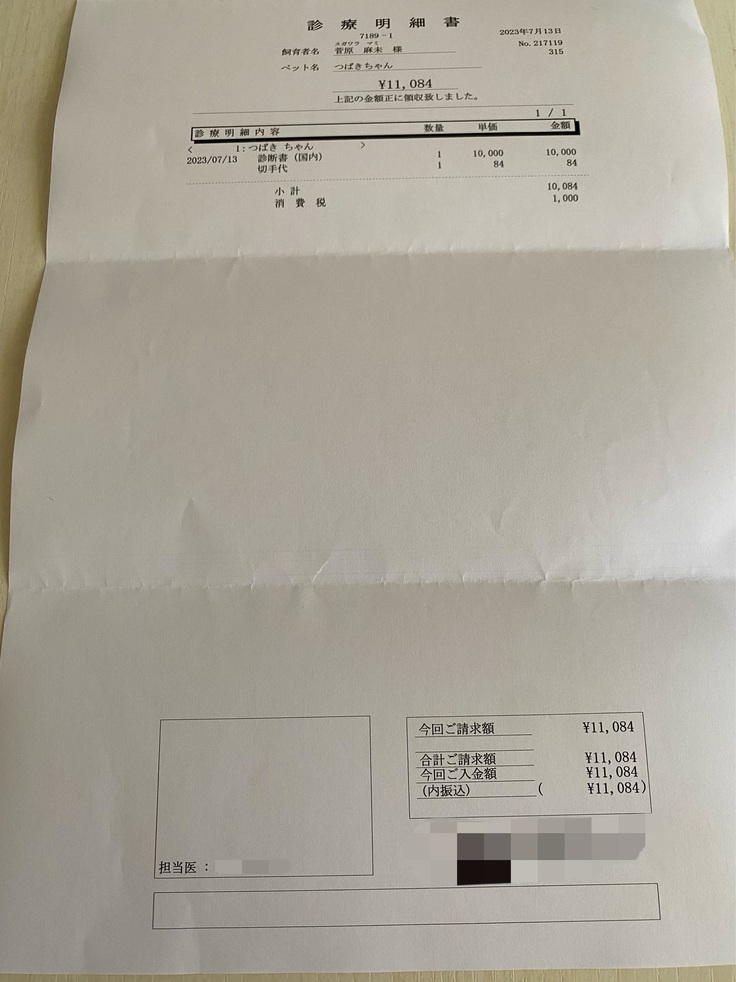 診療明細書
7189-1
2023年7月13日
No. 217119
315
スガワラ マミ
飼育者名 菅原 麻未 様
ペット名 つばきちゃん
¥11,084
上記の金額正に領収致しました。
1 / 1
診療明細内容 数量 単価 金額
< 1:つばき ちゃん >
2023/07/13 診断書(国内) 1 10,000 10,000
切手代 1 84 84
小計 10,084
消費税 1,000
今回ご請求額 ¥11,084
合計ご請求額 ¥11,084
今回ご入金額 ¥11,084
(内振込) ( ¥11,084)
担当医: